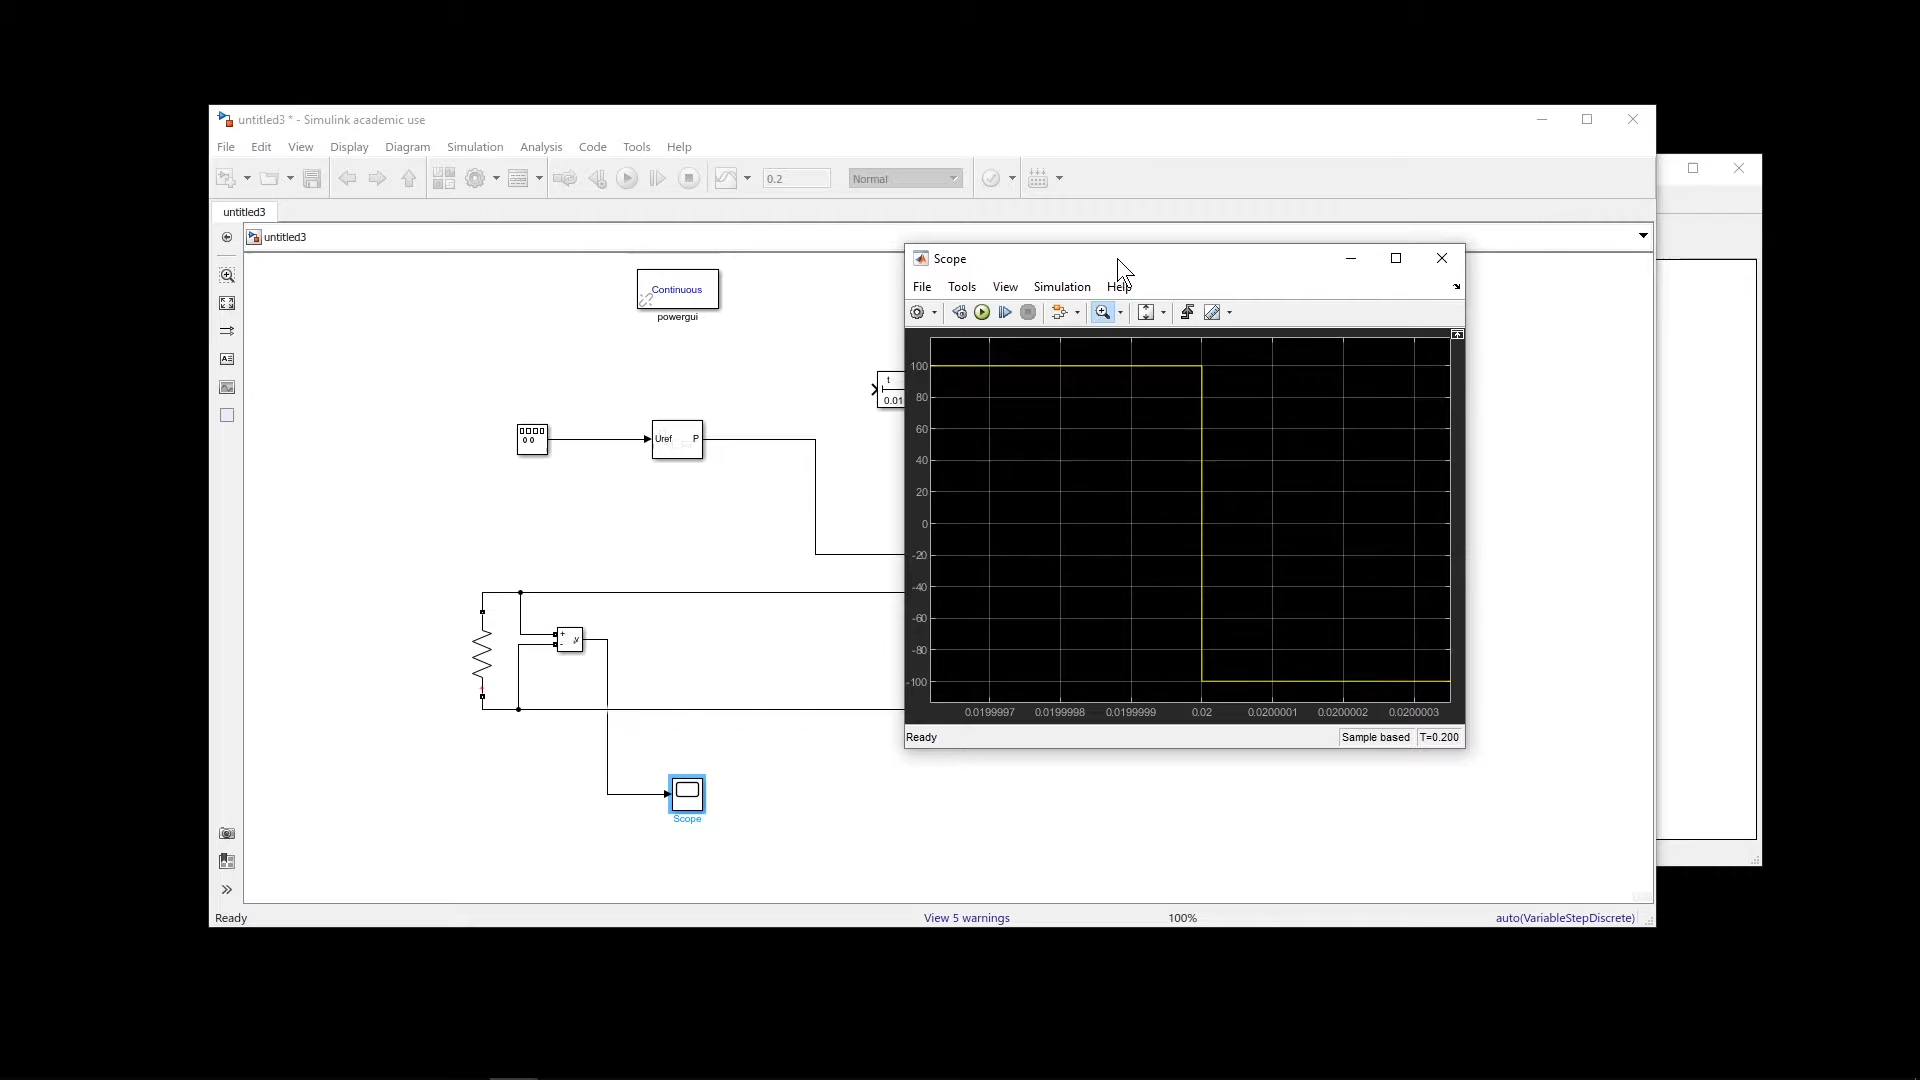 untitled3 * - Simulink academic use
File Edit View Display Diagram Simulation Analysis Code Tools Help
0.2 Normal
untitled3
untitled3
Continuous
powergui
t
0.01
Uref P
+
-
v
Scope
Scope
File Tools View Simulation Help
100
80
60
40
20
0
-20
-40
-60
-80
-100
0.0199997 0.0199998 0.0199999 0.02 0.0200001 0.0200002 0.0200003
Ready Sample based T=0.200
Ready View 5 warnings 100% auto(VariableStepDiscrete)